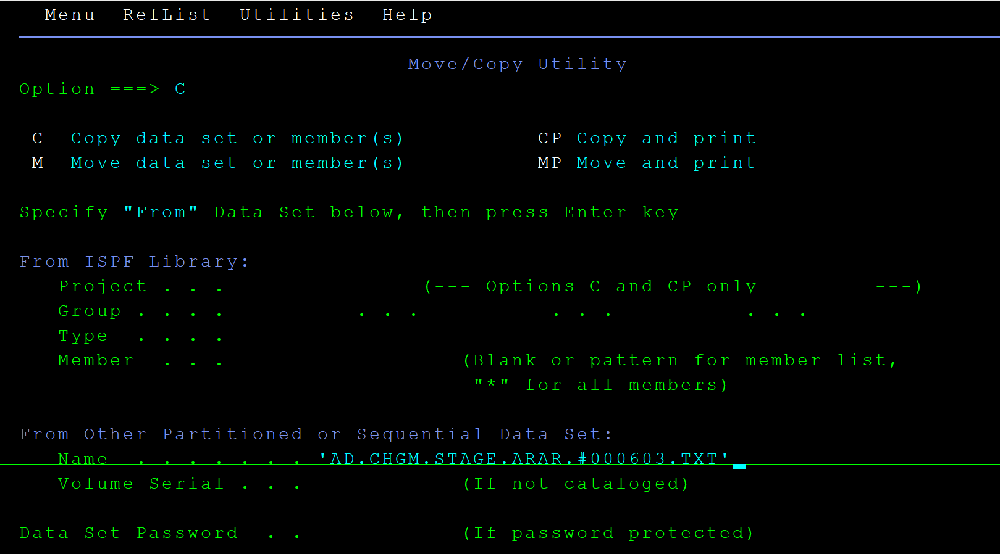 Menu RefList Utilities Help
Move/Copy Utility
Option ===> C
C Copy data set or member(s) CP Copy and print
M Move data set or member(s) MP Move and print
Specify "From" Data Set below, then press Enter key
From ISPF Library:
Project . . . (--- Options C and CP only ---)
Group . . . . . . . . . . . . .
Type . . . .
Member . . . (Blank or pattern for member list,
"*" for all members)
From Other Partitioned or Sequential Data Set:
Name . . . . . . . 'AD.CHGM.STAGE.ARAR.#000603.TXT'
Volume Serial . . . (If not cataloged)
Data Set Password . . (If password protected)